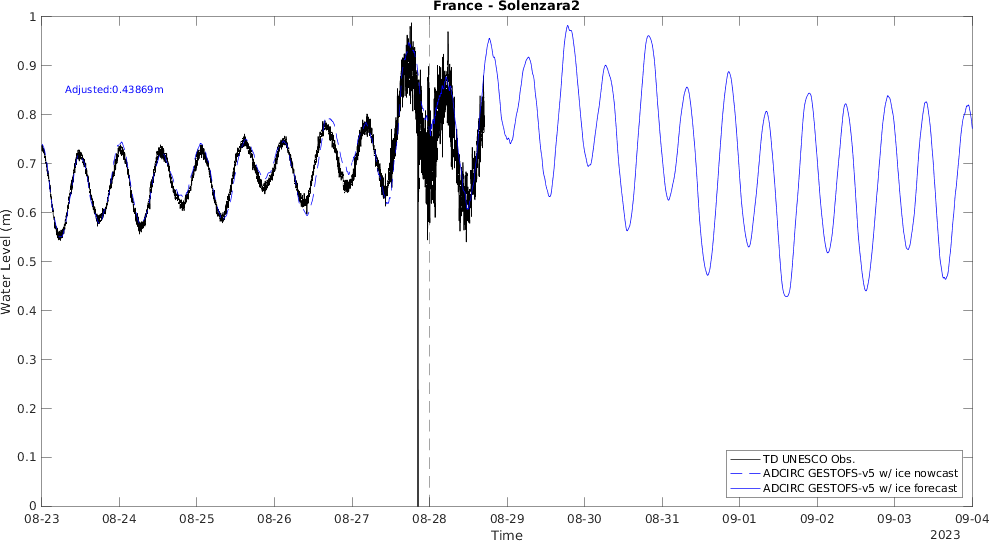 France - Solenzara2
1
0.9
0.8
0.7
0.6
0.5
0.4
0.3
0.2
0.1
0
Water Level (m)
Adjusted:0.43869m
TD UNESCO Obs.
ADCIRC GESTOFS-v5 w/ ice nowcast
ADCIRC GESTOFS-v5 w/ ice forecast
08-23 08-24 08-25 08-26 08-27 08-28 08-29 08-30 08-31 09-01 09-02 09-03 09-04
Time
2023